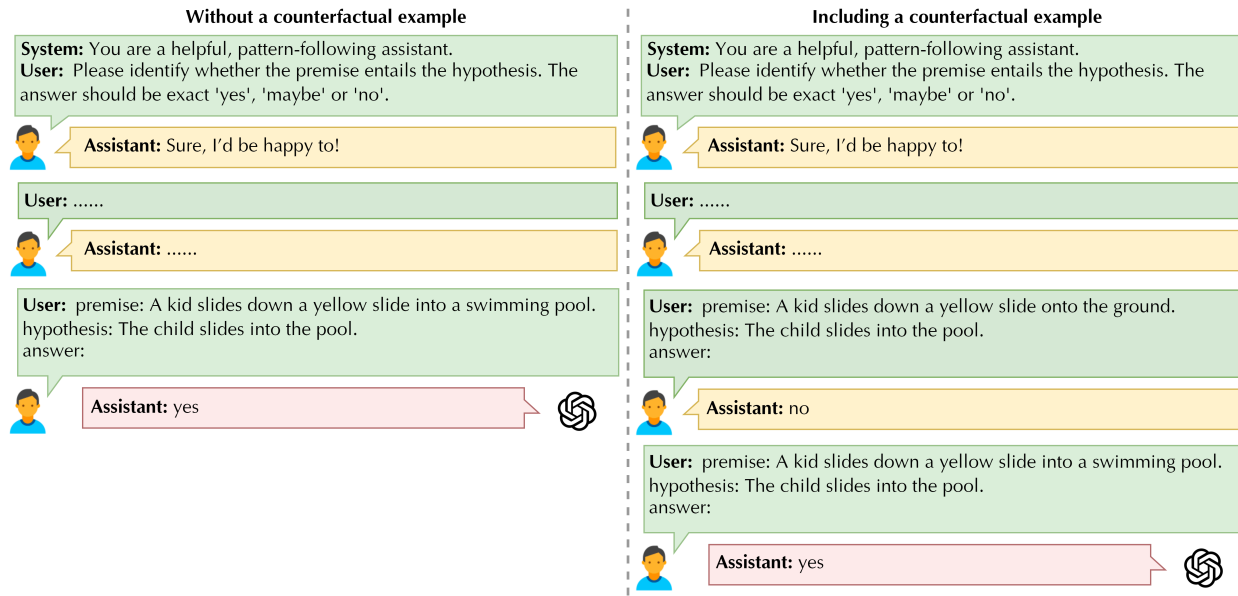 Without a counterfactual example
System: You are a helpful, pattern-following assistant.
User: Please identify whether the premise entails the hypothesis. The
answer should be exact 'yes', 'maybe' or 'no'.
Assistant: Sure, I'd be happy to!
User: ......
Assistant: ......
User: premise: A kid slides down a yellow slide into a swimming pool.
hypothesis: The child slides into the pool.
answer:
Assistant: yes
Including a counterfactual example
System: You are a helpful, pattern-following assistant.
User: Please identify whether the premise entails the hypothesis. The
answer should be exact 'yes', 'maybe' or 'no'.
Assistant: Sure, I'd be happy to!
User: ......
Assistant: ......
User: premise: A kid slides down a yellow slide onto the ground.
hypothesis: The child slides into the pool.
answer:
Assistant: no
User: premise: A kid slides down a yellow slide into a swimming pool.
hypothesis: The child slides into the pool.
answer:
Assistant: yes